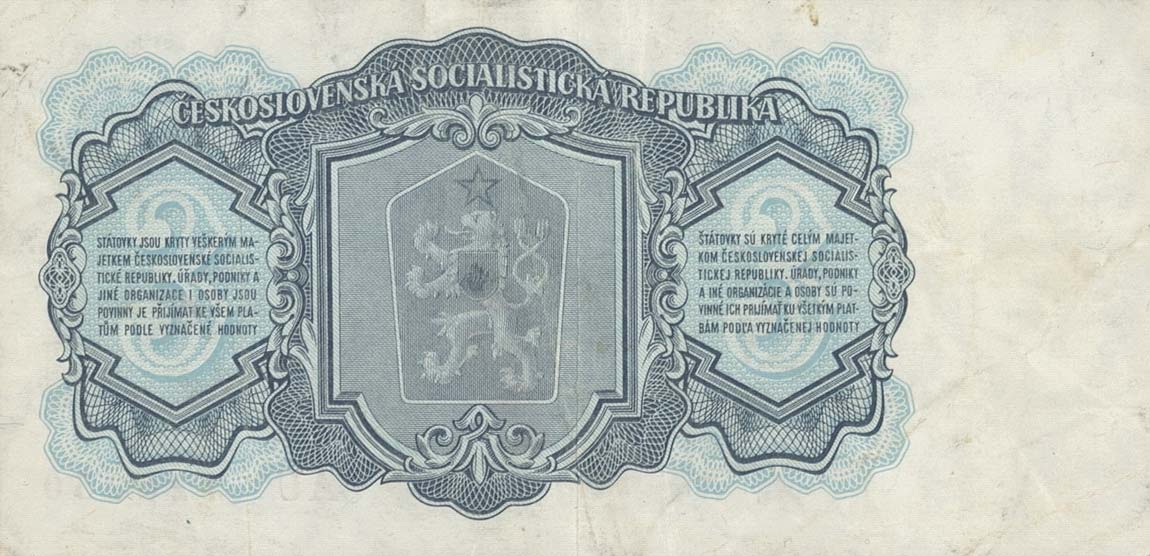 ČESKOSLOVENSKÁ SOCIALISTICKÁ REPUBLIKA
3
STÁTOVKY JSOU KRYTY VEŠKERÝM MA-
JETKEM ČESKOSLOVENSKÉ SOCIALIS-
TICKÉ REPUBLIKY. ÚŘADY, PODNIKY A
JINÉ ORGANIZACE I OSOBY JSOU
POVINNY JE PŘIJÍMAT KE VŠEM PLA-
TŮM PODLE VYZNAČENÉ HODNOTY
3
ŠTÁTOVKY SÚ KRYTÉ CELÝM MAJET-
KOM ČESKOSLOVENSKEJ SOCIALIS-
TICKEJ REPUBLIKY. ÚRADY, PODNIKY
A INÉ ORGANIZÁCIE A OSOBY SÚ PO-
VINNÉ ICH PRIJÍMAŤ KU VŠETKÝM PLAT-
BÁM PODĽA VYZNAČENEJ HODNOTY